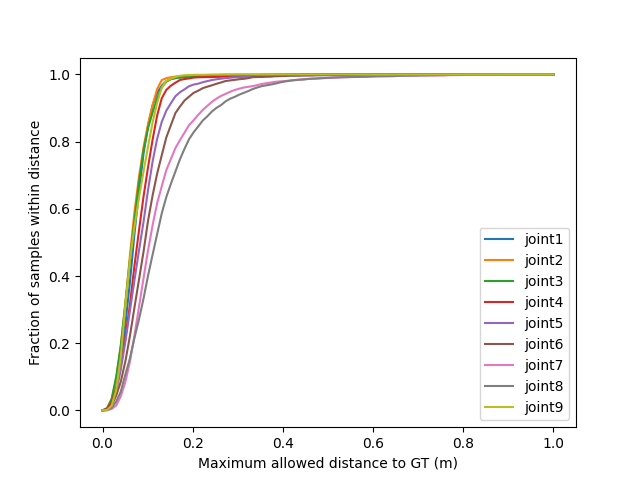 1.0
0.8
0.6
0.4
0.2
0.0
Fraction of samples within distance
joint1
joint2
joint3
joint4
joint5
joint6
joint7
joint8
joint9
0.0 0.2 0.4 0.6 0.8 1.0
Maximum allowed distance to GT (m)